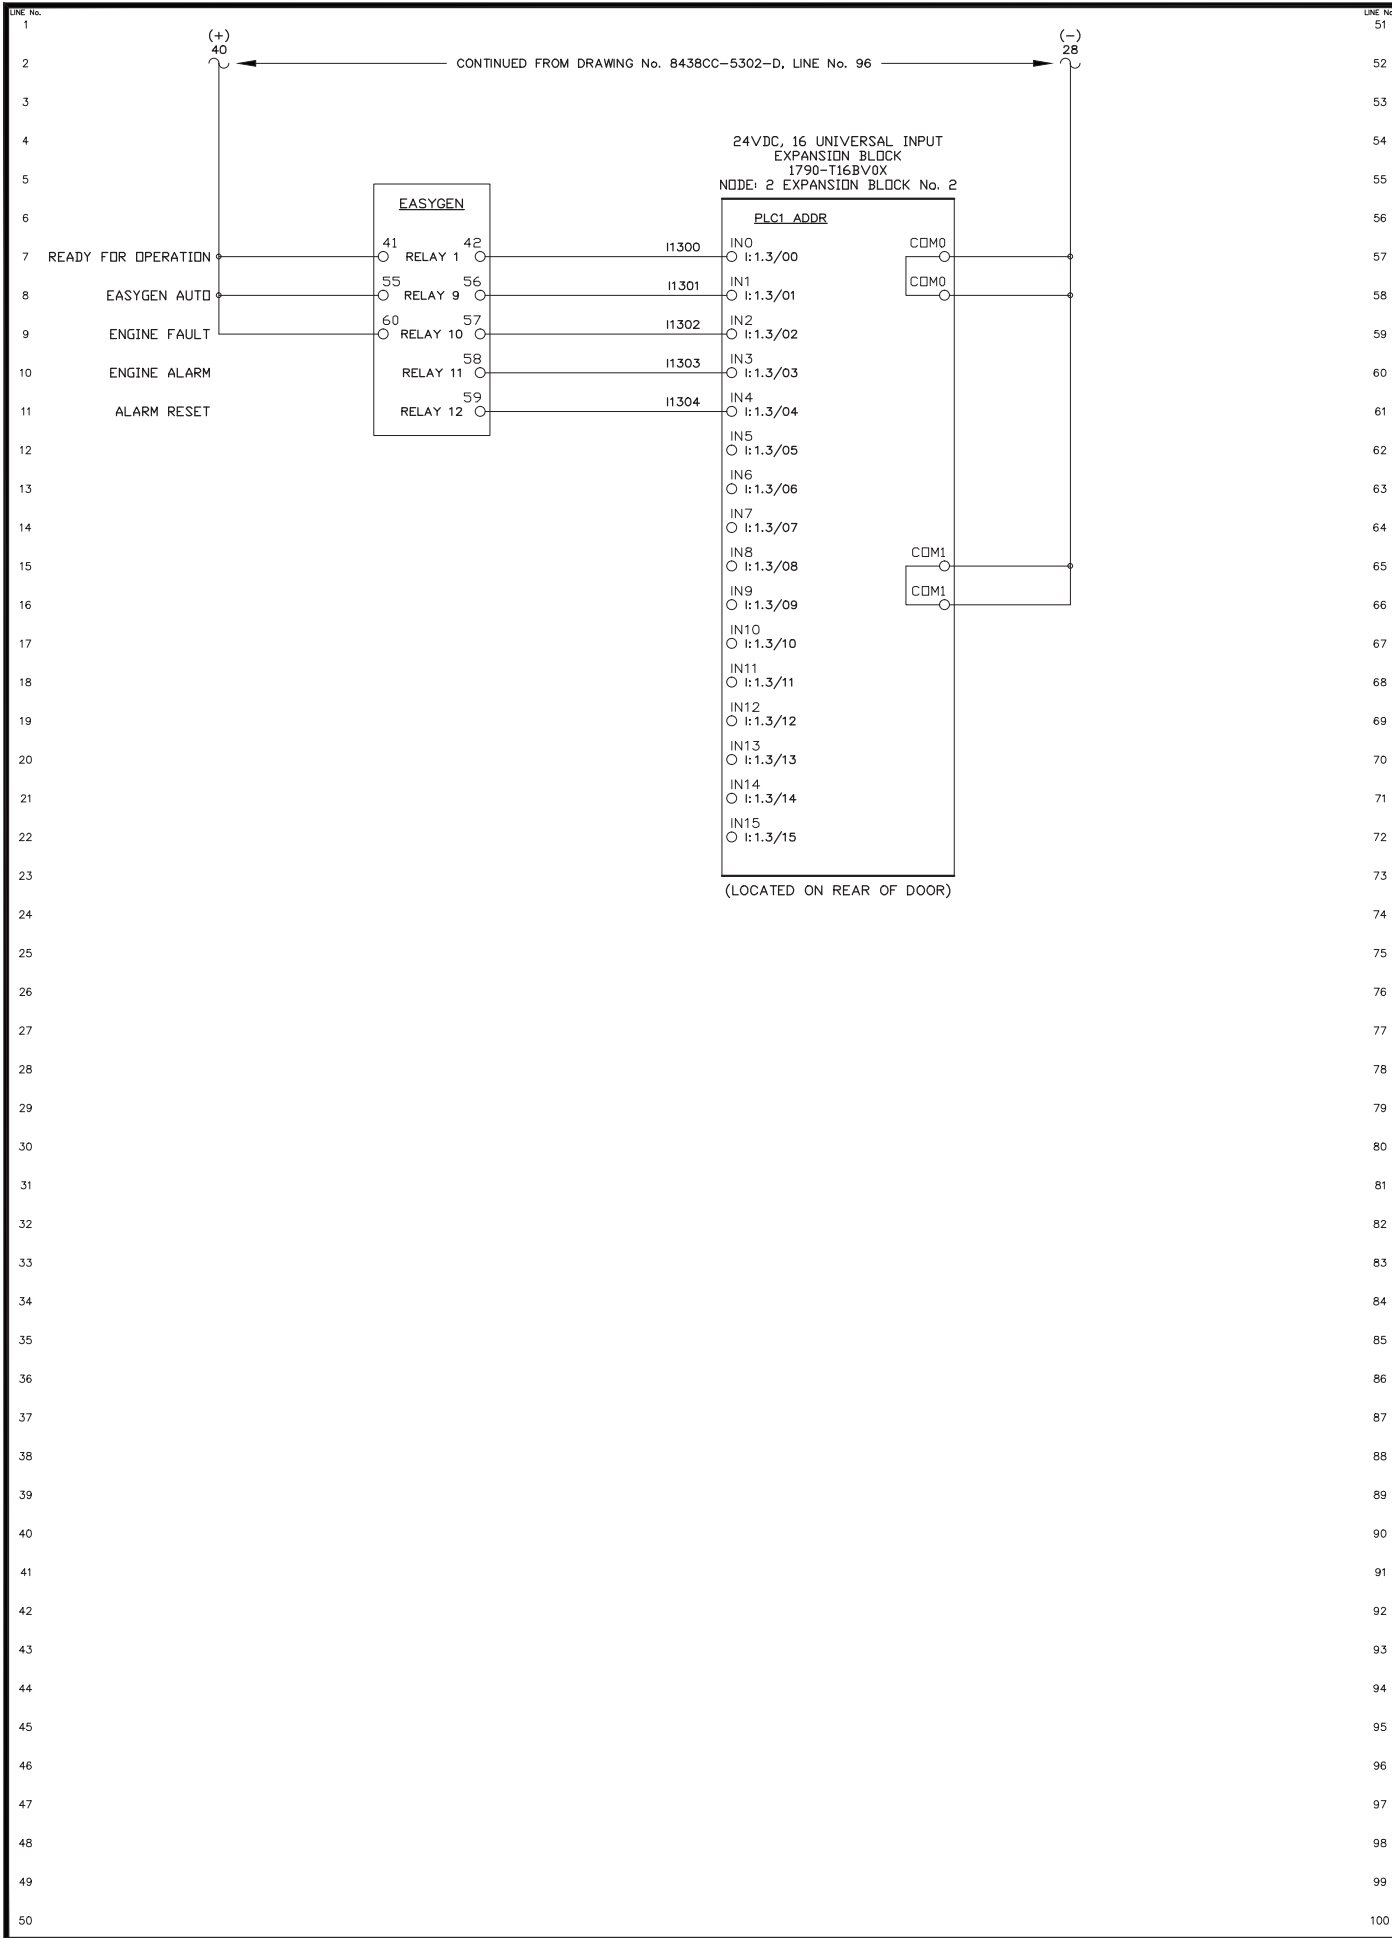 LINE No.
LINE No
1
51
(+)
(-)
40
28
2
CONTINUED FROM DRAWING No. 8438CC-5302-D, LINE No. 96
52
3
53
4
24VDC, 16 UNIVERSAL INPUT
54
EXPANSION BLOCK
1790-T16BV0X
5
NODE: 2 EXPANSION BLOCK No. 2
55
EASYGEN
6
PLC1 ADDR
56
41
42
I1300
IN0
COM0
7
READY FOR OPERATION
RELAY 1
I:1.3/00
57
55
56
I1301
IN1
COM0
8
EASYGEN AUTO
RELAY 9
I:1.3/01
58
60
57
I1302
IN2
9
ENGINE FAULT
RELAY 10
I:1.3/02
59
58
I1303
IN3
10
ENGINE ALARM
RELAY 11
I:1.3/03
60
59
I1304
IN4
11
ALARM RESET
RELAY 12
I:1.3/04
61
IN5
12
I:1.3/05
62
IN6
13
I:1.3/06
63
IN7
14
I:1.3/07
64
IN8
COM1
15
I:1.3/08
65
IN9
COM1
16
I:1.3/09
66
IN10
17
I:1.3/10
67
IN11
18
I:1.3/11
68
IN12
19
I:1.3/12
69
IN13
20
I:1.3/13
70
IN14
21
I:1.3/14
71
IN15
22
I:1.3/15
72
23
73
(LOCATED ON REAR OF DOOR)
24
74
25
75
26
76
27
77
28
78
29
79
30
80
31
81
32
82
33
83
34
84
35
85
36
86
37
87
38
88
39
89
40
90
41
91
42
92
43
93
44
94
45
95
46
96
47
97
48
98
49
99
50
100